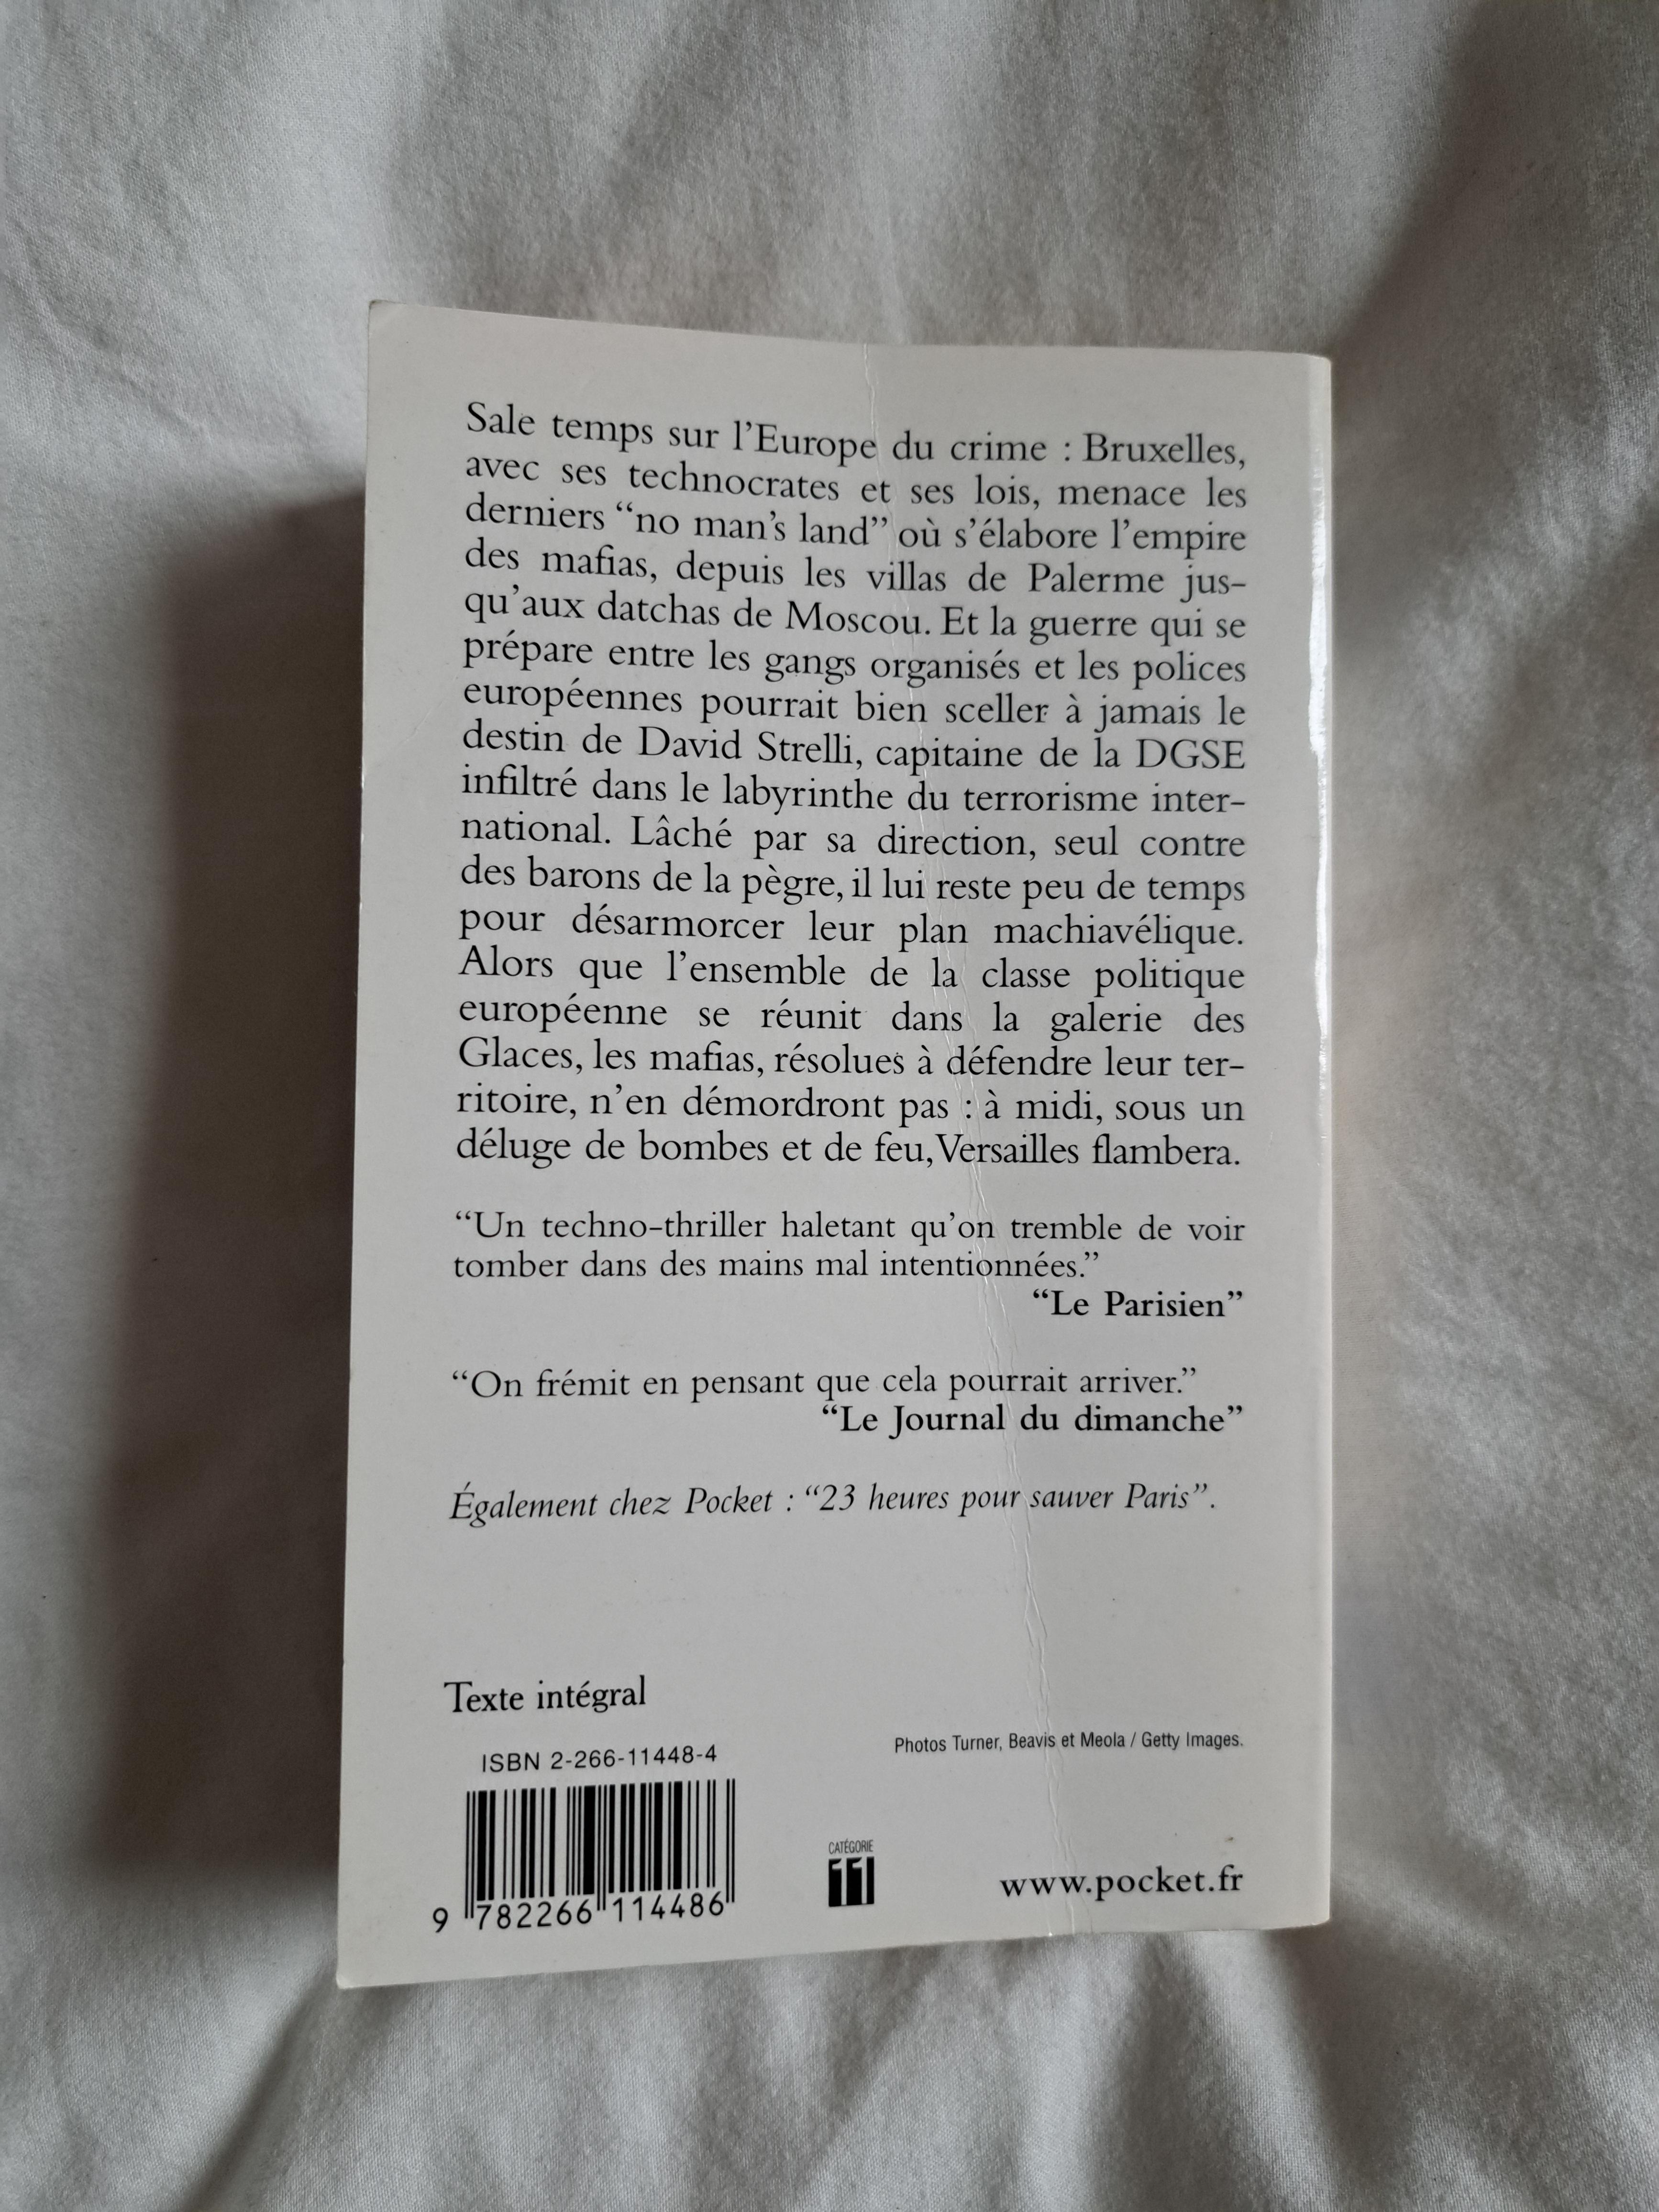 Sale temps sur l'Europe du crime : Bruxelles,
avec ses technocrates et ses lois, menace les
derniers “no man's land” où s'élabore l'empire
des mafias, depuis les villas de Palerme jus-
qu'aux datchas de Moscou. Et la guerre qui se
prépare entre les gangs organisés et les polices
européennes pourrait bien sceller à jamais le
destin de David Strelli, capitaine de la DGSE
infiltré dans le labyrinthe du terrorisme inter-
national. Lâché par sa direction, seul contre
des barons de la pègre, il lui reste peu de temps
pour désarmorcer leur plan machiavélique.
Alors que l'ensemble de la classe politique
européenne se réunit dans la galerie des
Glaces, les mafias, résolues à défendre leur ter-
ritoire, n'en démordront pas : à midi, sous un
déluge de bombes et de feu, Versailles flambera.
“Un techno-thriller haletant qu'on tremble de voir
tomber dans des mains mal intentionnées.”
“Le Parisien”
“On frémit en pensant que cela pourrait arriver.”
“Le Journal du dimanche”
Également chez Pocket : “23 heures pour sauver Paris”.
Texte intégral
Photos Turner, Beavis et Meola / Getty Images.
ISBN 2-266-11448-4
9 782266 114486
CATÉGORIE
11
www.pocket.fr